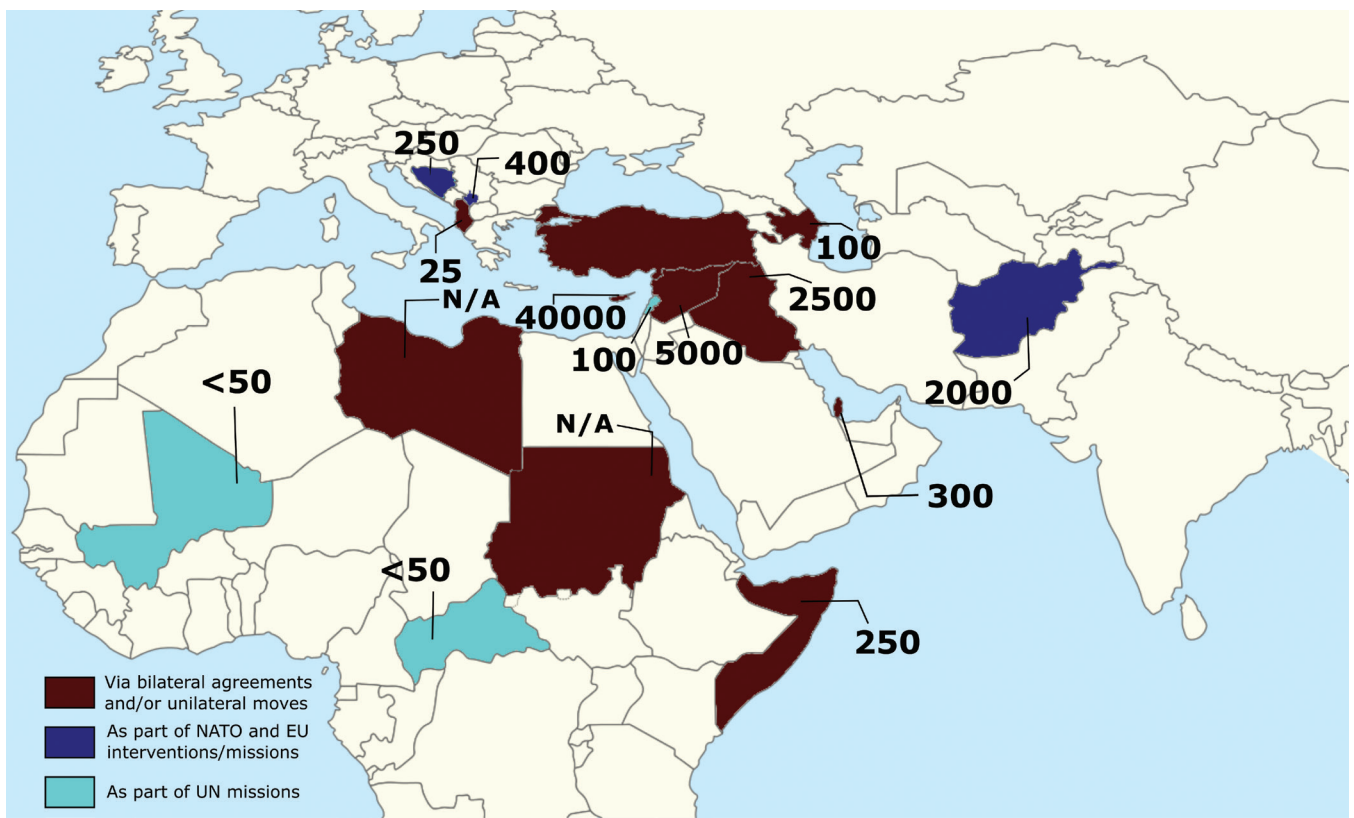 250
400
25
N/A
40000
100
5000
2500
100
2000
<50
N/A
300
<50
250
Via bilateral agreements
and/or unilateral moves
As part of NATO and EU
interventions/missions
As part of UN missions